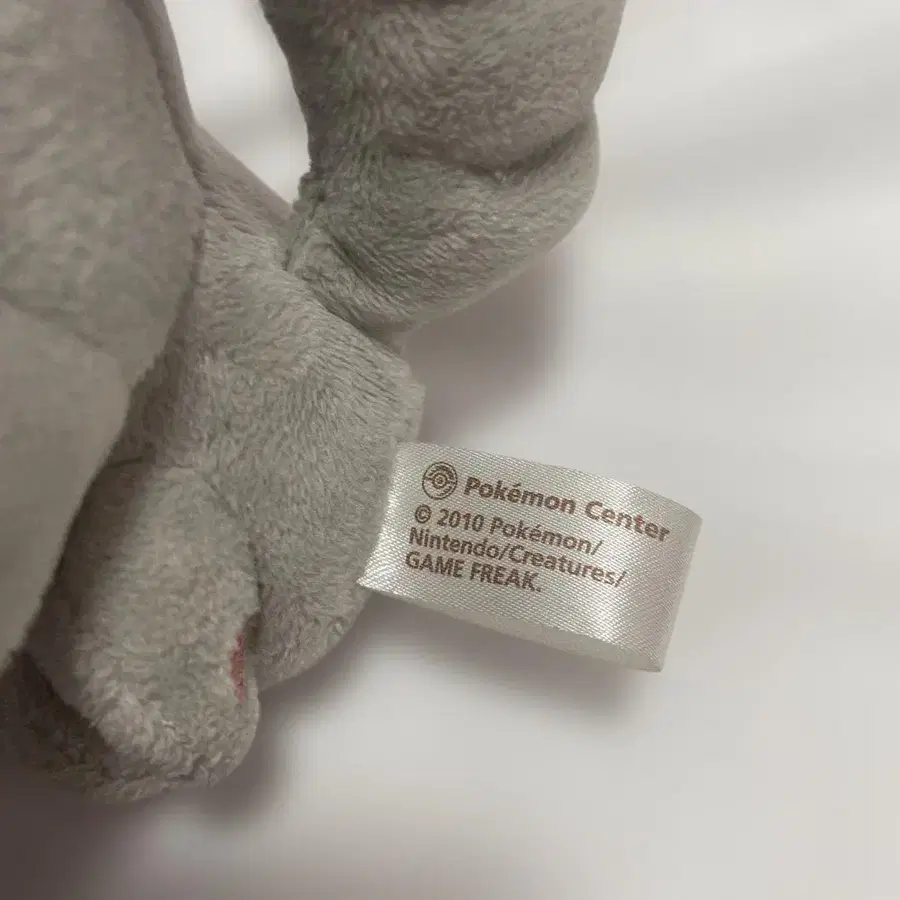 Pokémon Center
© 2010 Pokémon/
Nintendo/Creatures/
GAME FREAK.